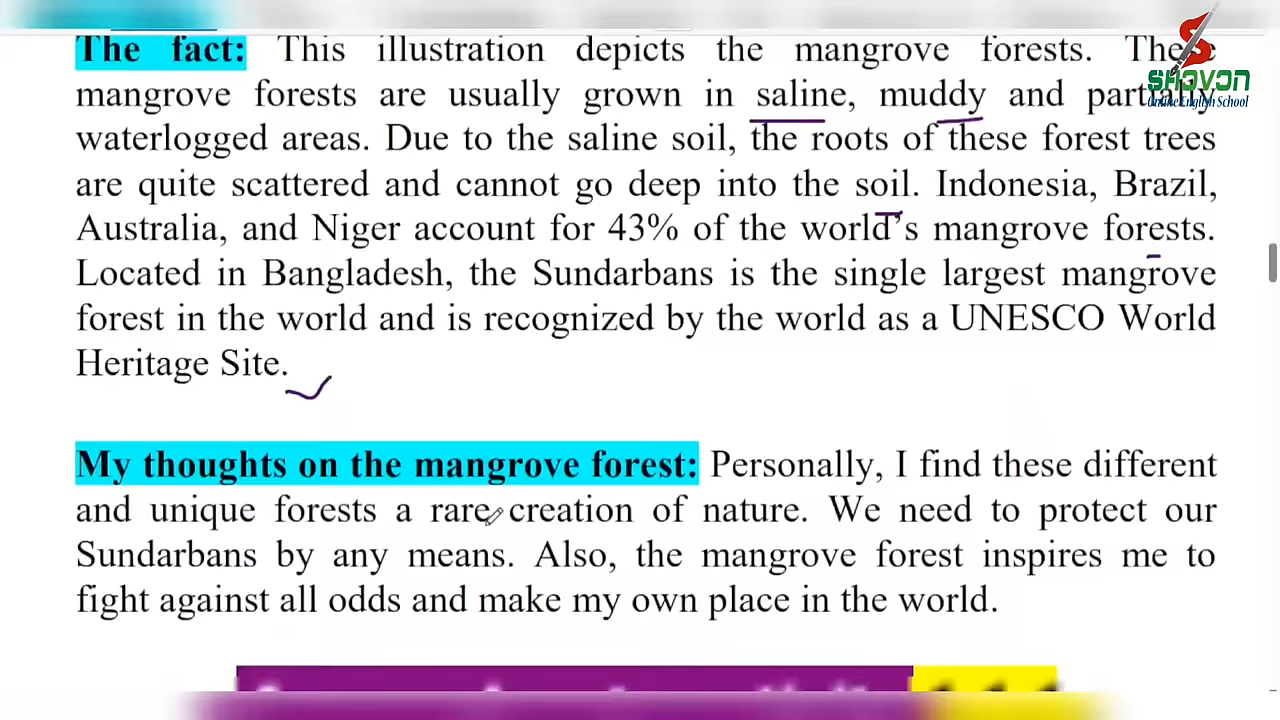 The fact: This illustration depicts the mangrove forests. These
SHOVON
mangrove forests are usually grown in saline, muddy and partially
Online English School
waterlogged areas. Due to the saline soil, the roots of these forest trees
are quite scattered and cannot go deep into the soil. Indonesia, Brazil,
Australia, and Niger account for 43% of the world's mangrove forests.
Located in Bangladesh, the Sundarbans is the single largest mangrove
forest in the world and is recognized by the world as a UNESCO World
Heritage Site.
My thoughts on the mangrove forest: Personally, I find these different
and unique forests a rare creation of nature. We need to protect our
Sundarbans by any means. Also, the mangrove forest inspires me to
fight against all odds and make my own place in the world.